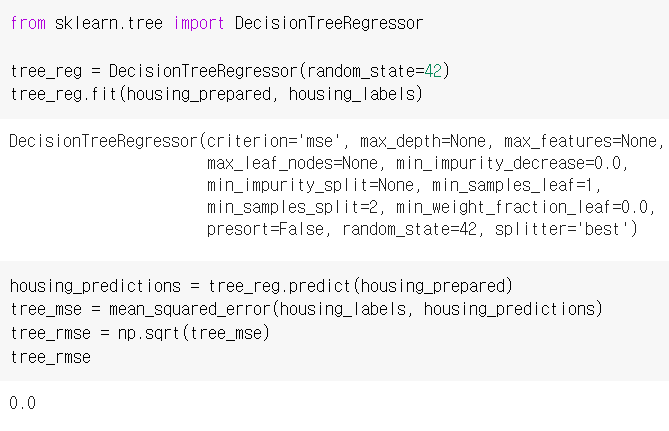 from sklearn.tree import DecisionTreeRegressor
tree_reg = DecisionTreeRegressor(random_state=42)
tree_reg.fit(housing_prepared, housing_labels)
DecisionTreeRegressor(criterion='mse', max_depth=None, max_features=None,
max_leaf_nodes=None, min_impurity_decrease=0.0,
min_impurity_split=None, min_samples_leaf=1,
min_samples_split=2, min_weight_fraction_leaf=0.0,
presort=False, random_state=42, splitter='best')
housing_predictions = tree_reg.predict(housing_prepared)
tree_mse = mean_squared_error(housing_labels, housing_predictions)
tree_rmse = np.sqrt(tree_mse)
tree_rmse
0.0